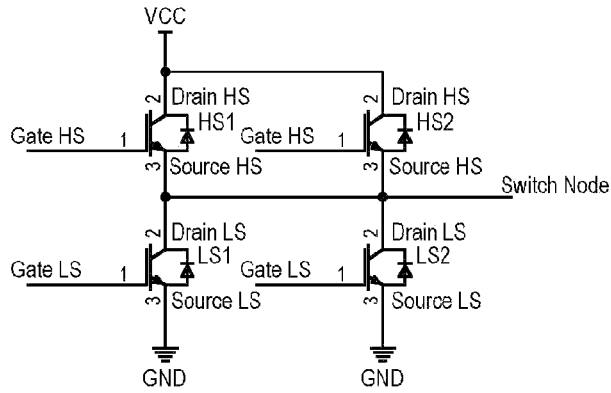 VCC
2 Drain HS 2 Drain HS
HS1 HS2
Gate HS 1 Gate HS 1
3 Source HS 3 Source HS
Switch Node
2 Drain LS 2 Drain LS
LS1 LS2
Gate LS 1 Gate LS 1
3 Source LS 3 Source LS
GND GND